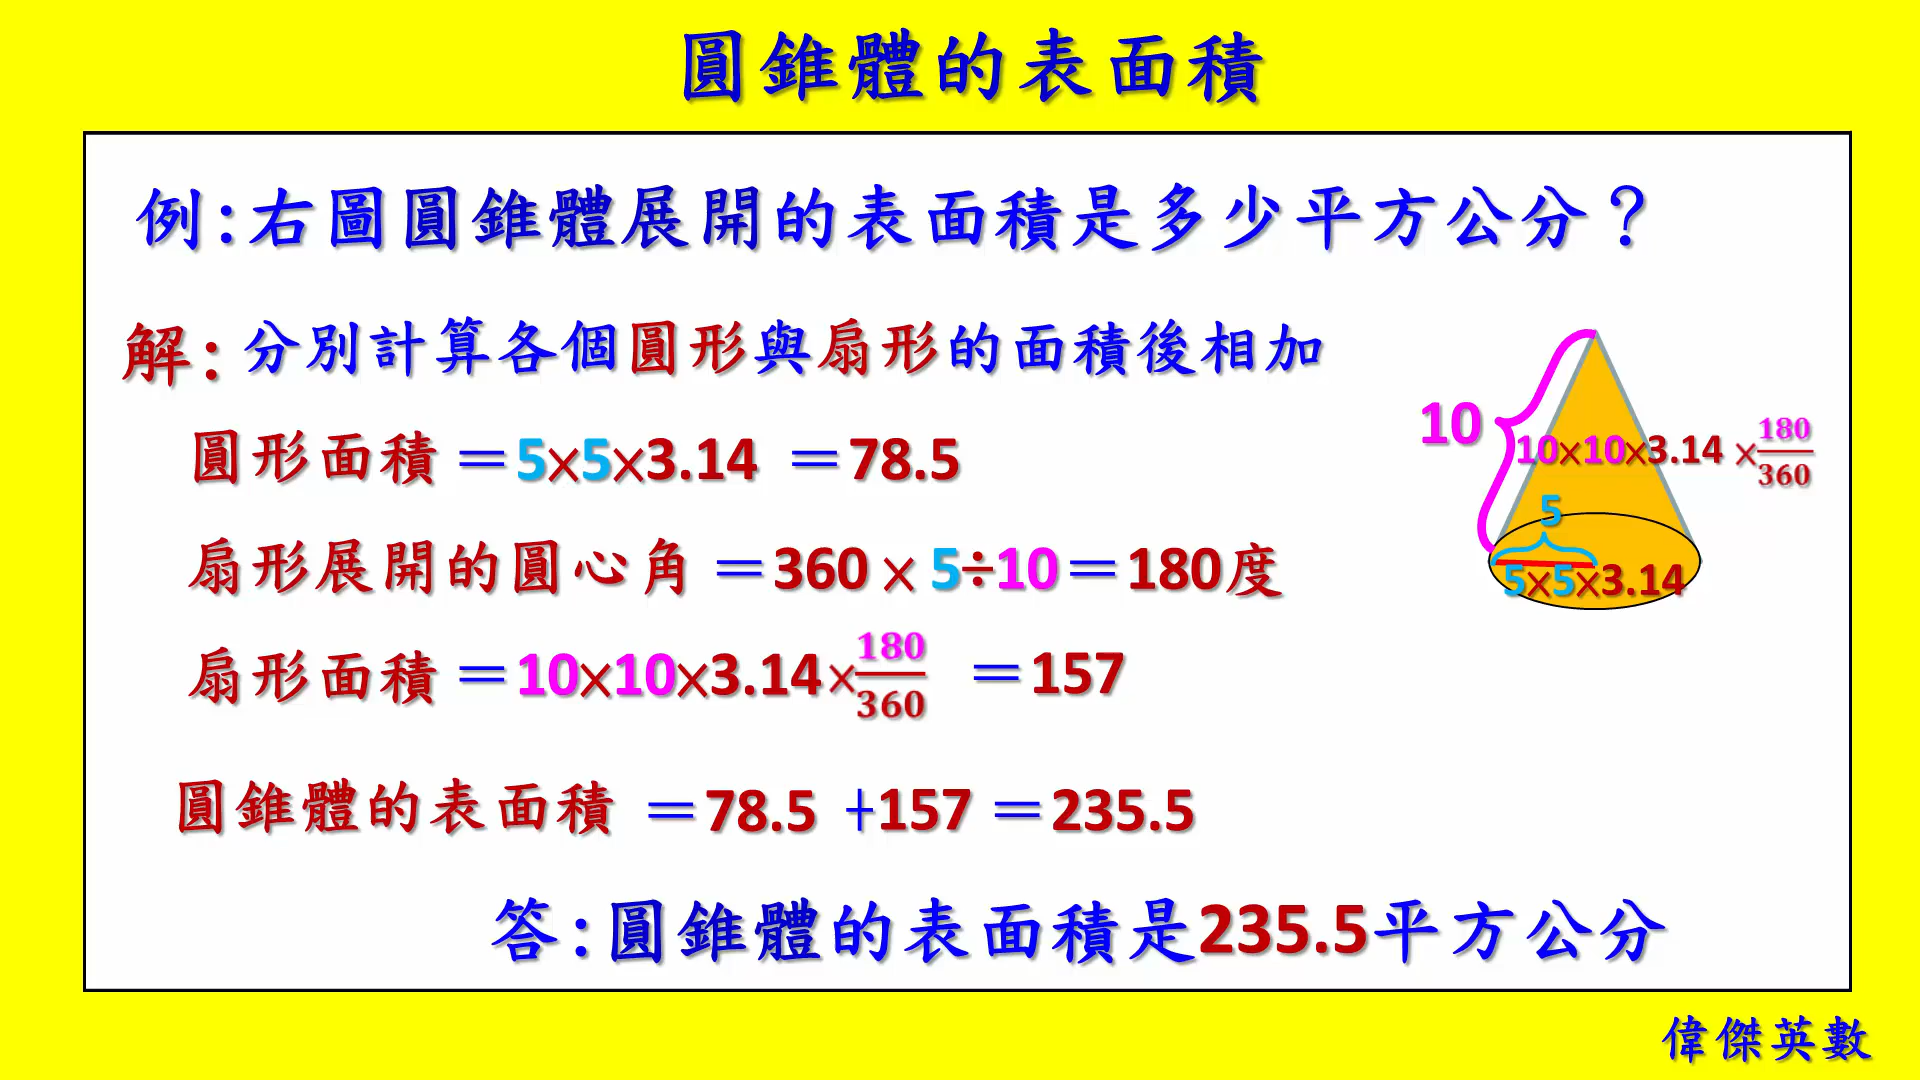 圓錐體的表面積
例:右圖圓錐體展開的表面積是多少平方公分？
解:分別計算各個圓形與扇形的面積後相加
圓形面積＝5×5×3.14 ＝78.5
扇形展開的圓心角＝360×5÷10＝180度
扇形面積＝10×10×3.14×180/360 ＝157
圓錐體的表面積 ＝78.5 +157 ＝235.5
答:圓錐體的表面積是235.5平方公分
10
10×10×3.14×180/360
5
5×5×3.14
偉傑英數